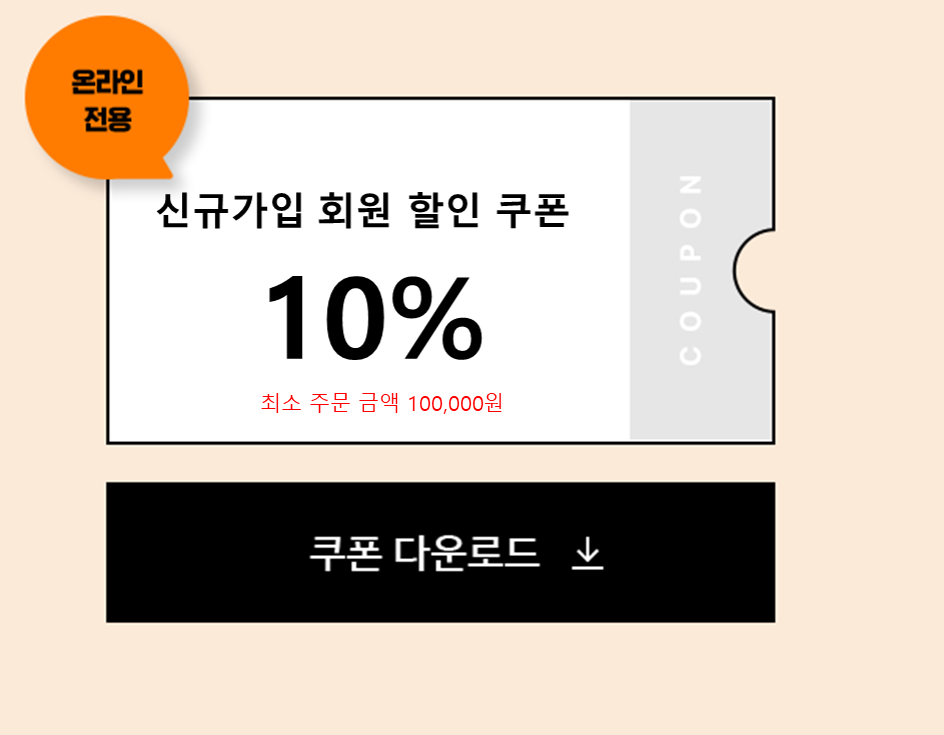 온라인
전용
신규가입 회원 할인 쿠폰
10%
최소 주문 금액 100,000원
COUPON
쿠폰 다운로드